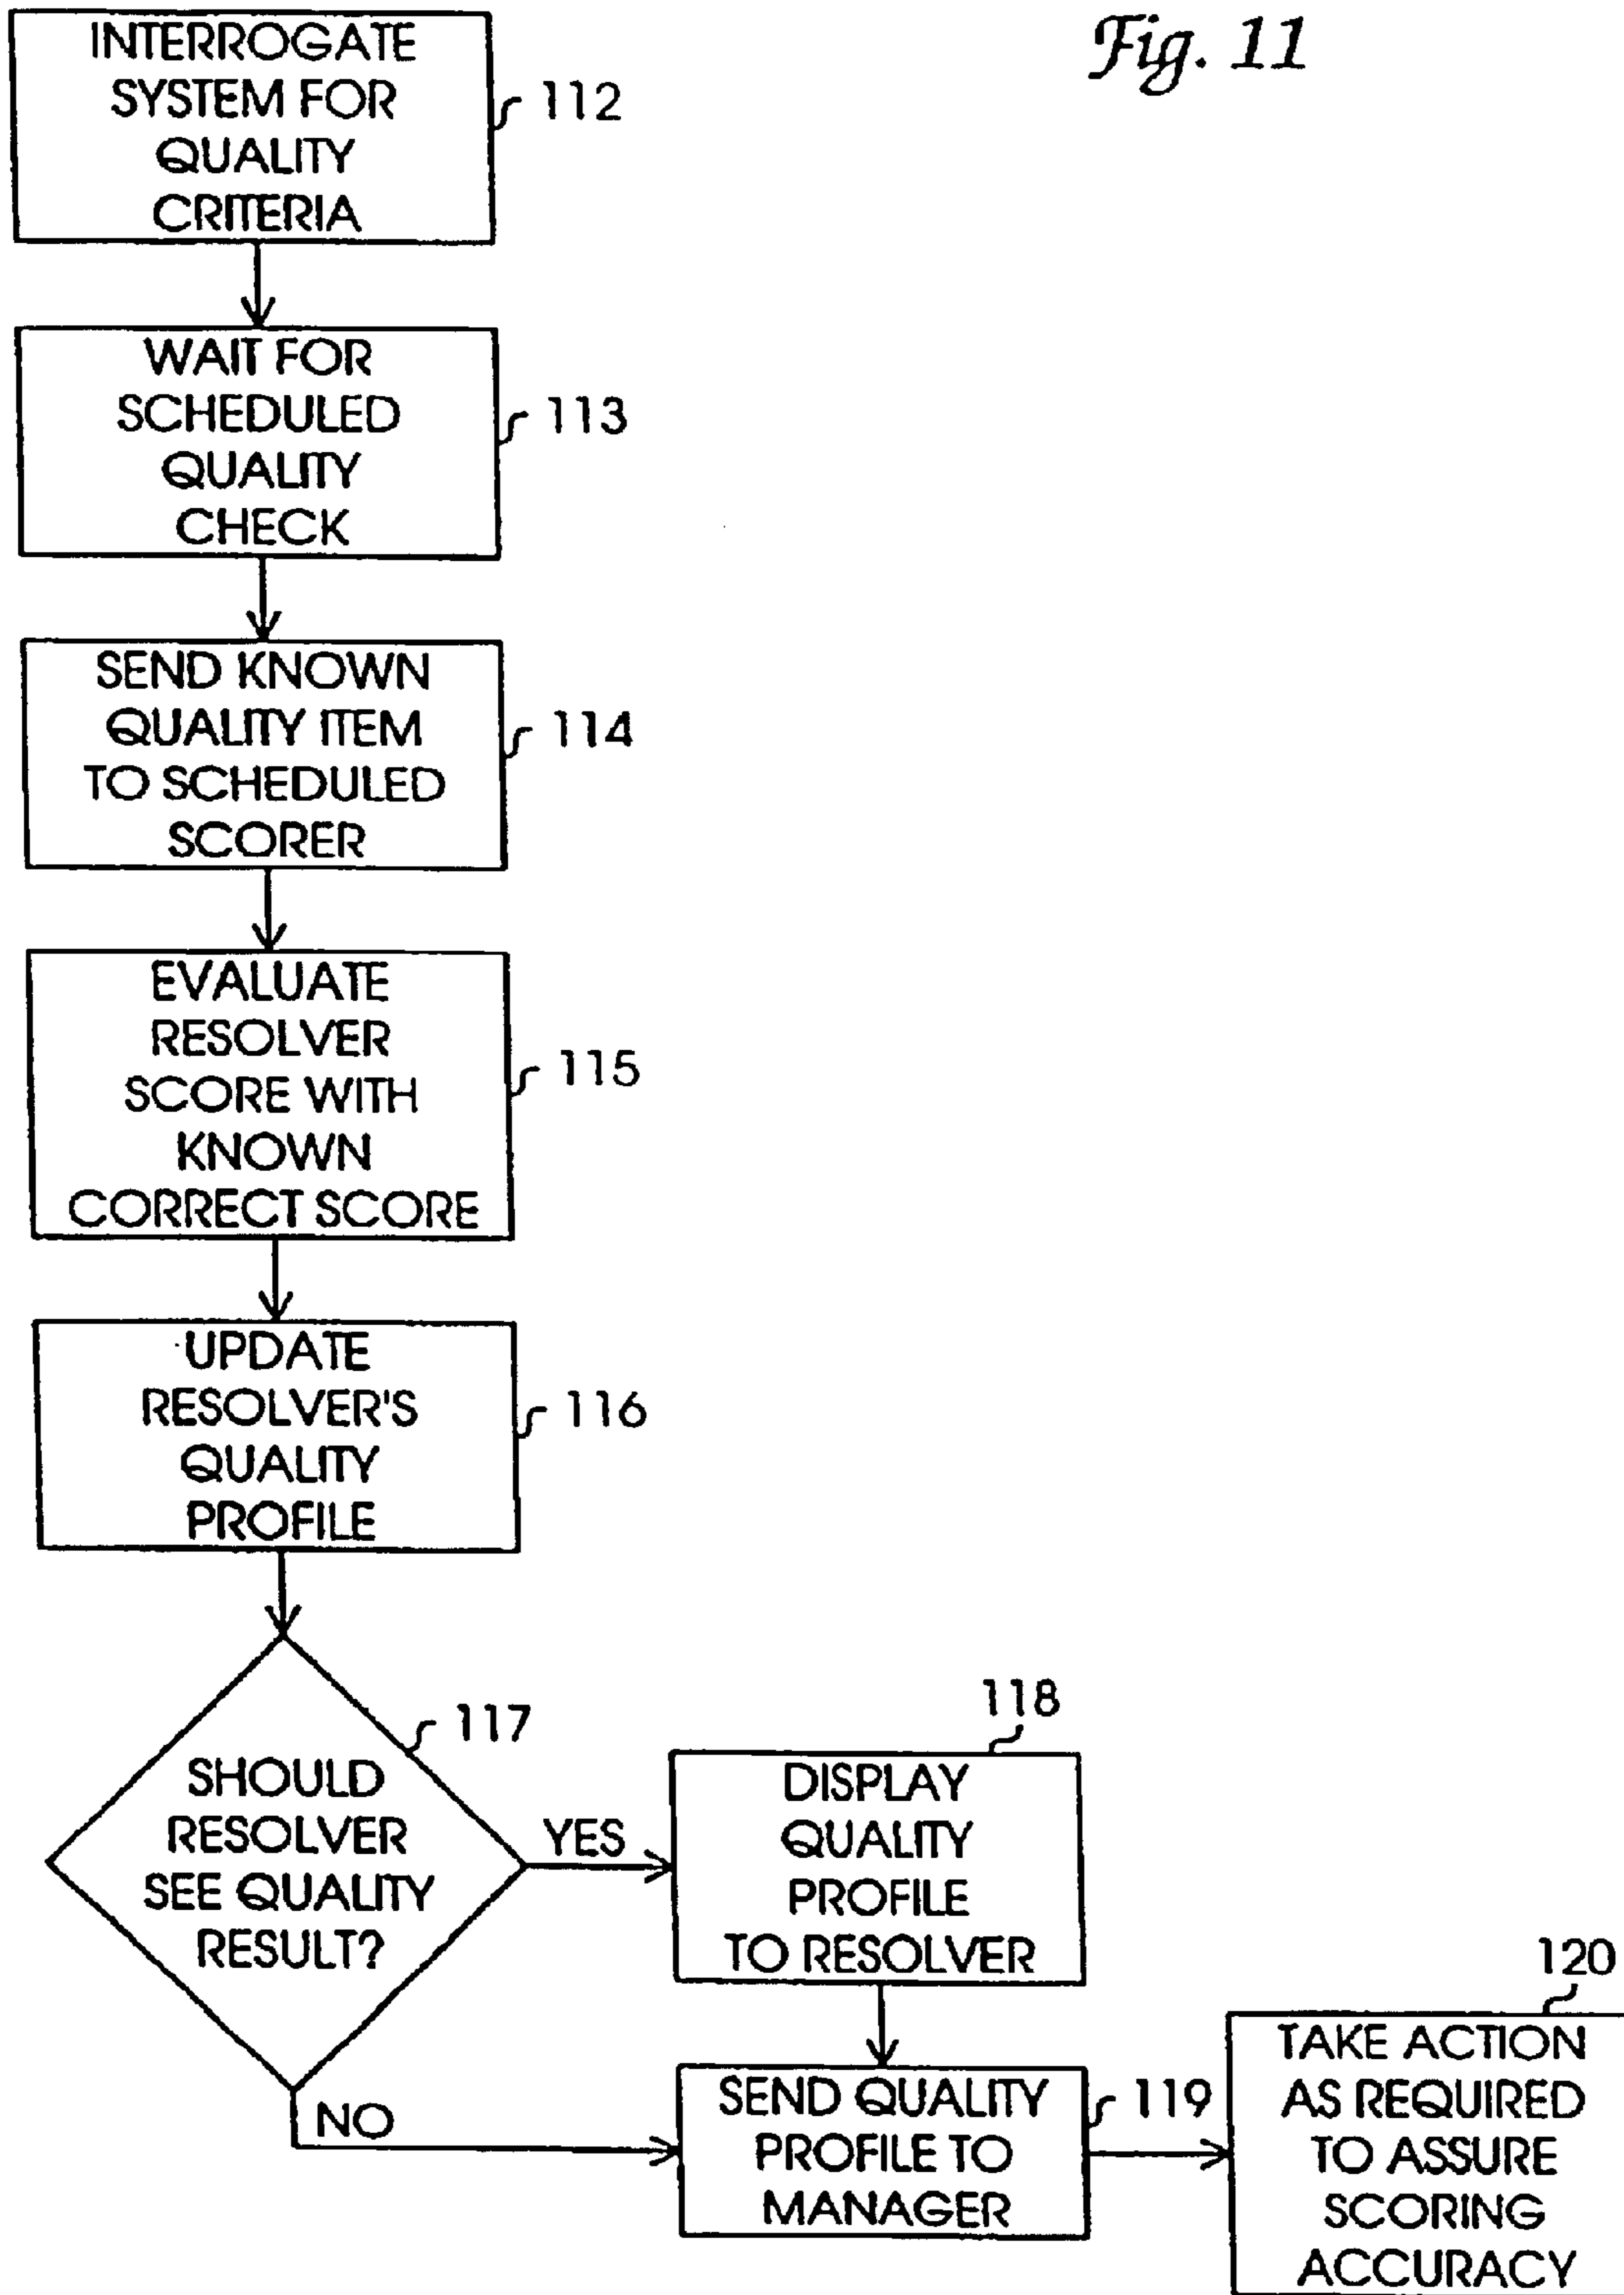 Fig. 11
INTERROGATE
SYSTEM FOR
QUALITY
CRITERIA
112
WAIT FOR
SCHEDULED
QUALITY
CHECK
113
SEND KNOWN
QUALITY ITEM
TO SCHEDULED
SCORER
114
EVALUATE
RESOLVER
SCORE WITH
KNOWN
CORRECT SCORE
115
UPDATE
RESOLVER'S
QUALITY
PROFILE
116
SHOULD
RESOLVER
SEE QUALITY
RESULT?
117
YES
NO
DISPLAY
QUALITY
PROFILE
TO RESOLVER
118
SEND QUALITY
PROFILE TO
MANAGER
119
TAKE ACTION
AS REQUIRED
TO ASSURE
SCORING
ACCURACY
120